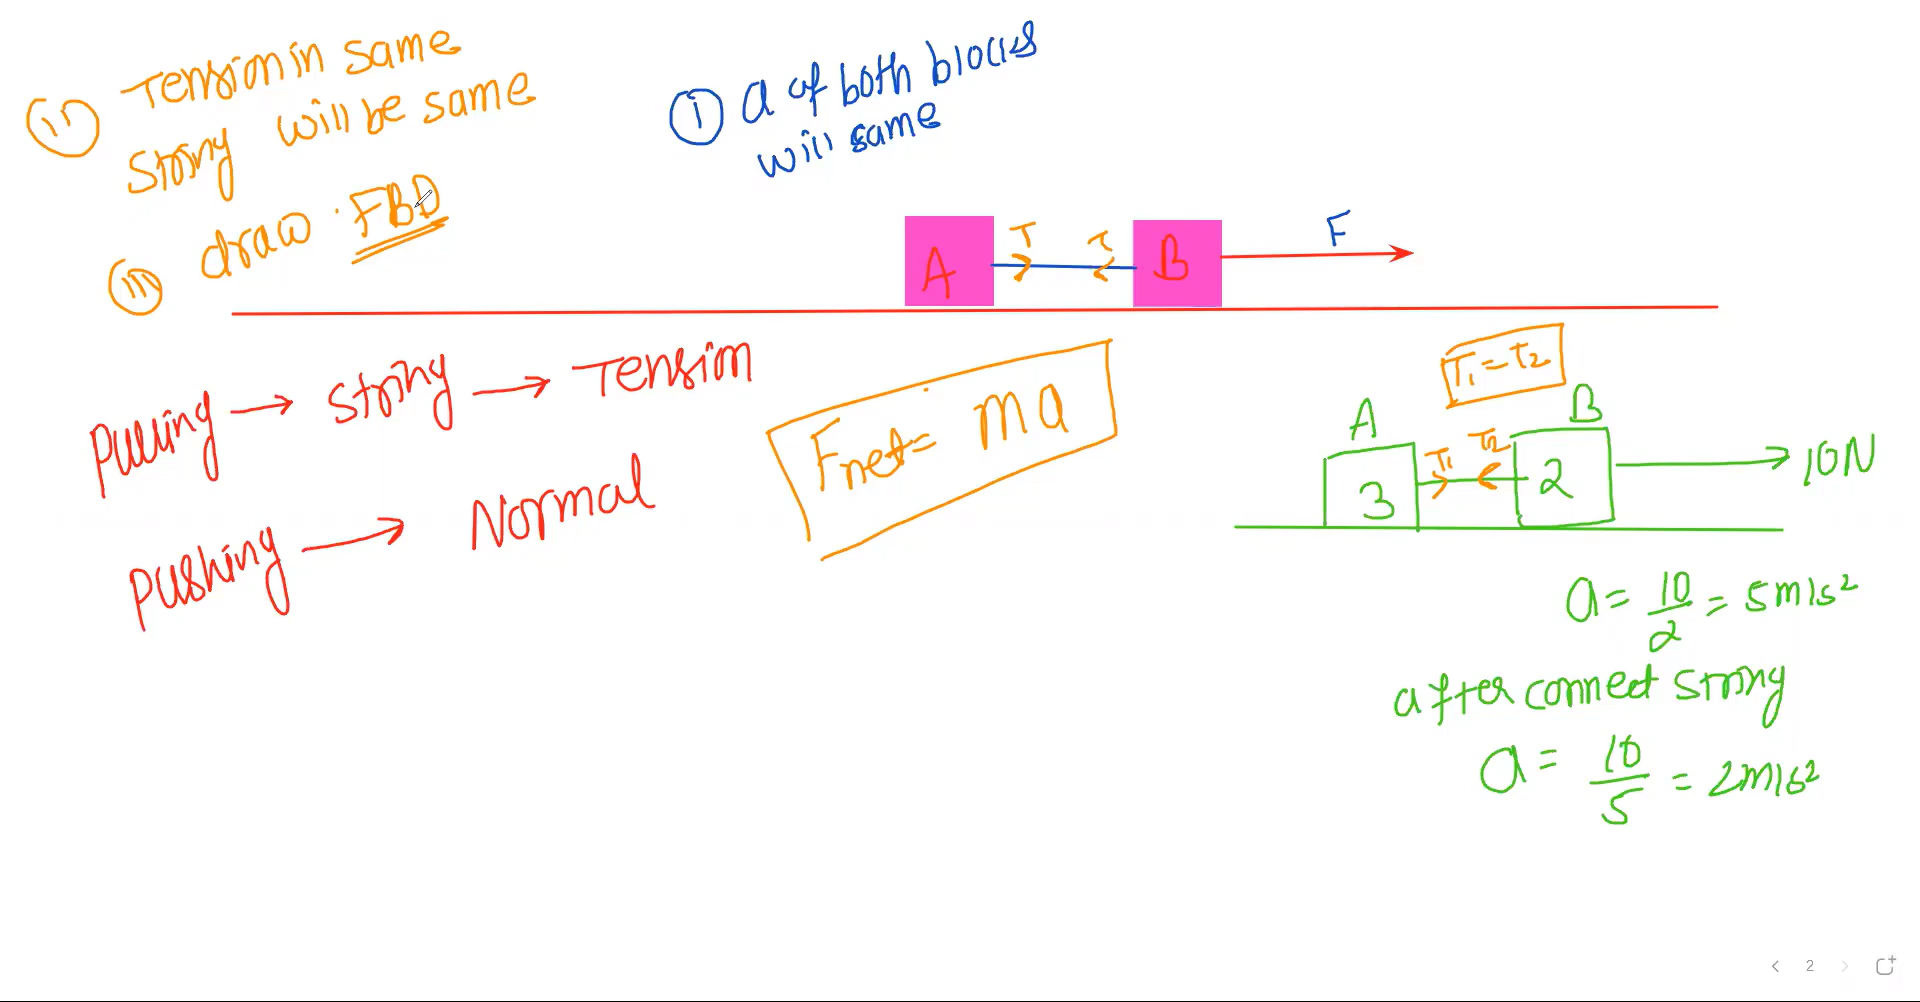 (ii) Tension in same
string will be same
(iii) draw FBD
(i) a of both blocks
will same
A T T B F
Pulling → string → Tension
Pushing → Normal
Fnet = ma
T₁ = T₂
A B
3 T₁ T₂ 2 10N
a = 10/2 = 5 m/s²
after connect string
a = 10/5 = 2 m/s²
2